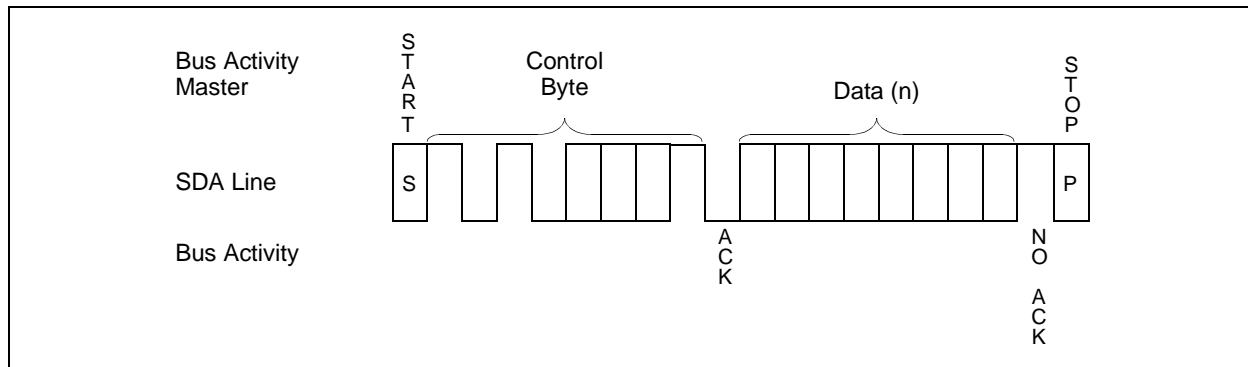 Bus Activity
Master
START
Control
Byte
Data (n)
STOP
SDA Line
S
P
Bus Activity
ACK
NO ACK